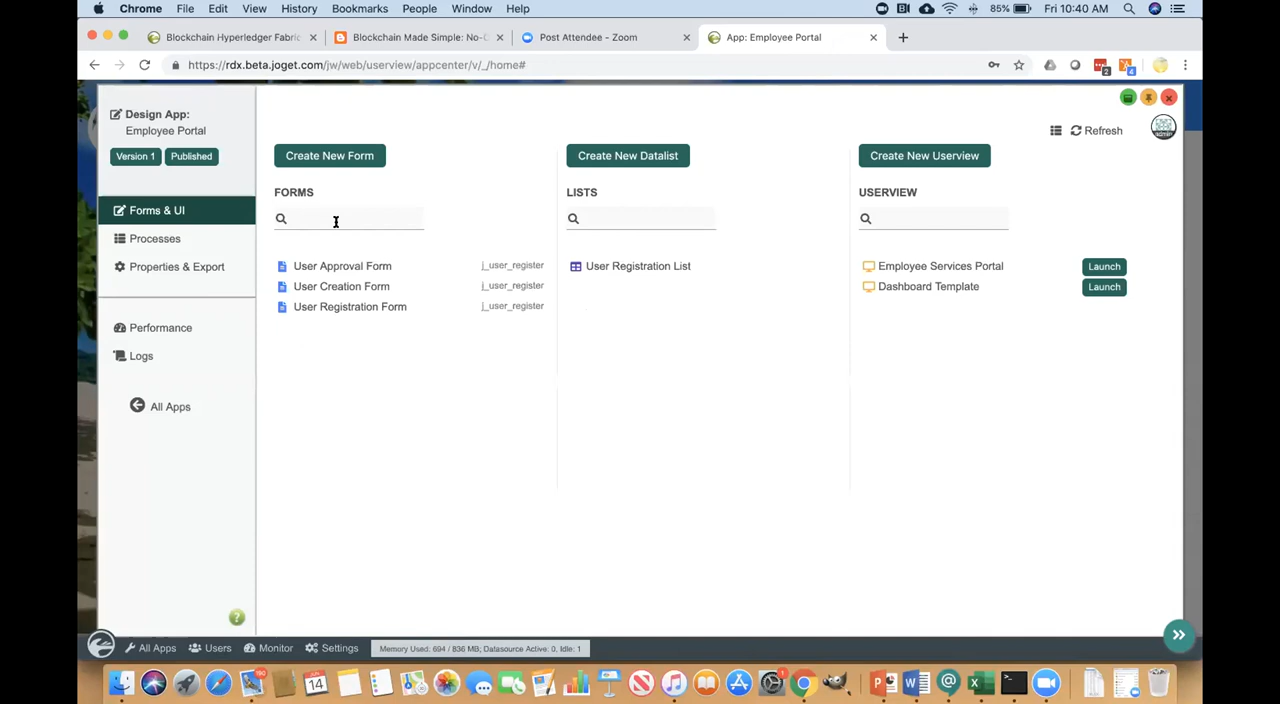 Chrome File Edit View History Bookmarks People Window Help 85% Fri 10:40 AM
Blockchain Hyperledger Fabric Blockchain Made Simple: No-C Post Attendee - Zoom App: Employee Portal
https://rdx.beta.joget.com/jw/web/userview/appcenter/v/_/home#
2 4
Design App:
Employee Portal
Version 1 Published
Refresh
Create New Form Create New Datalist Create New Userview
FORMS LISTS USERVIEW
Forms & UI
Processes
Properties & Export
User Approval Form j_user_register User Registration List Employee Services Portal Launch
User Creation Form j_user_register Dashboard Template Launch
User Registration Form j_user_register
Performance
Logs
All Apps
?
All Apps Users Monitor Settings Memory Used: 694 / 836 MB; Datasource Active: 0, Idle: 1
JUN
14